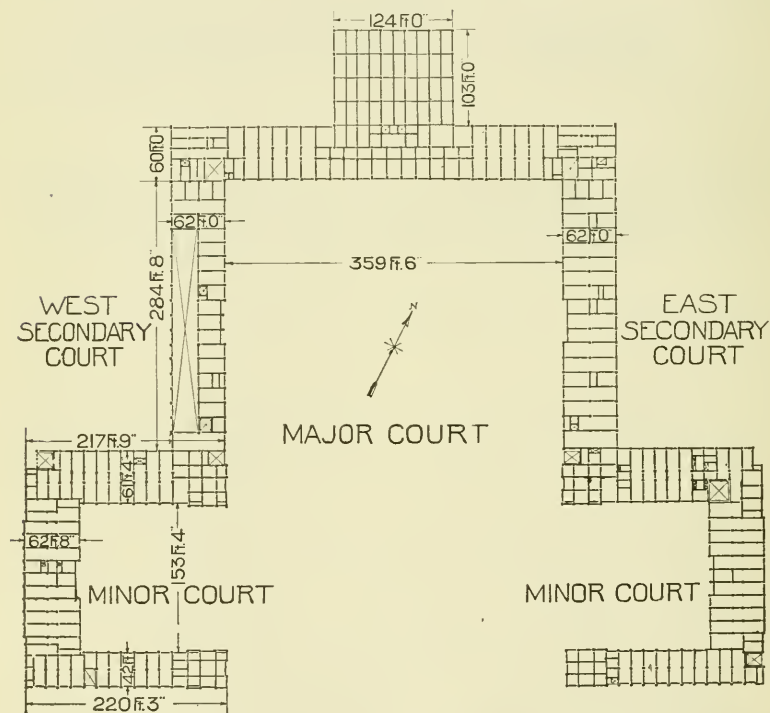 124 ft 0"
103 ft. 0"
60 ft 0"
62 ft 0"
62 ft 0"
284 ft. 8"
359 ft. 6"
N
WEST
SECONDARY
COURT
EAST
SECONDARY
COURT
MAJOR COURT
217 ft. 9"
61 ft. 4"
62 ft. 8"
153 ft. 4"
MINOR COURT
MINOR COURT
42 ft.
220 ft. 3"